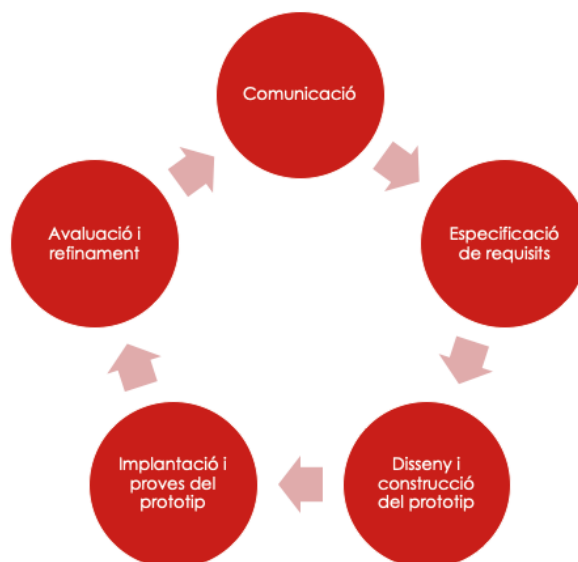 Comunicació
Especificació
de requisits
Disseny i
construcció
del prototip
Implantació i
proves del
prototip
Avaluació i
refinament